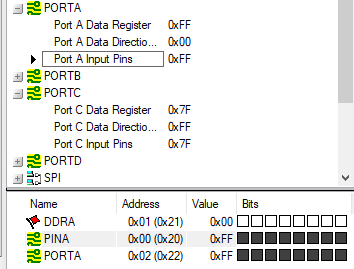 PORTA
Port A Data Register 0xFF
Port A Data Directio... 0x00
Port A Input Pins 0xFF
PORTB
PORTC
Port C Data Register 0x7F
Port C Data Directio... 0xFF
Port C Input Pins 0x7F
PORTD
SPI
Name Address Value Bits
DDRA 0x01 (0x21) 0x00
PINA 0x00 (0x20) 0xFF
PORTA 0x02 (0x22) 0xFF